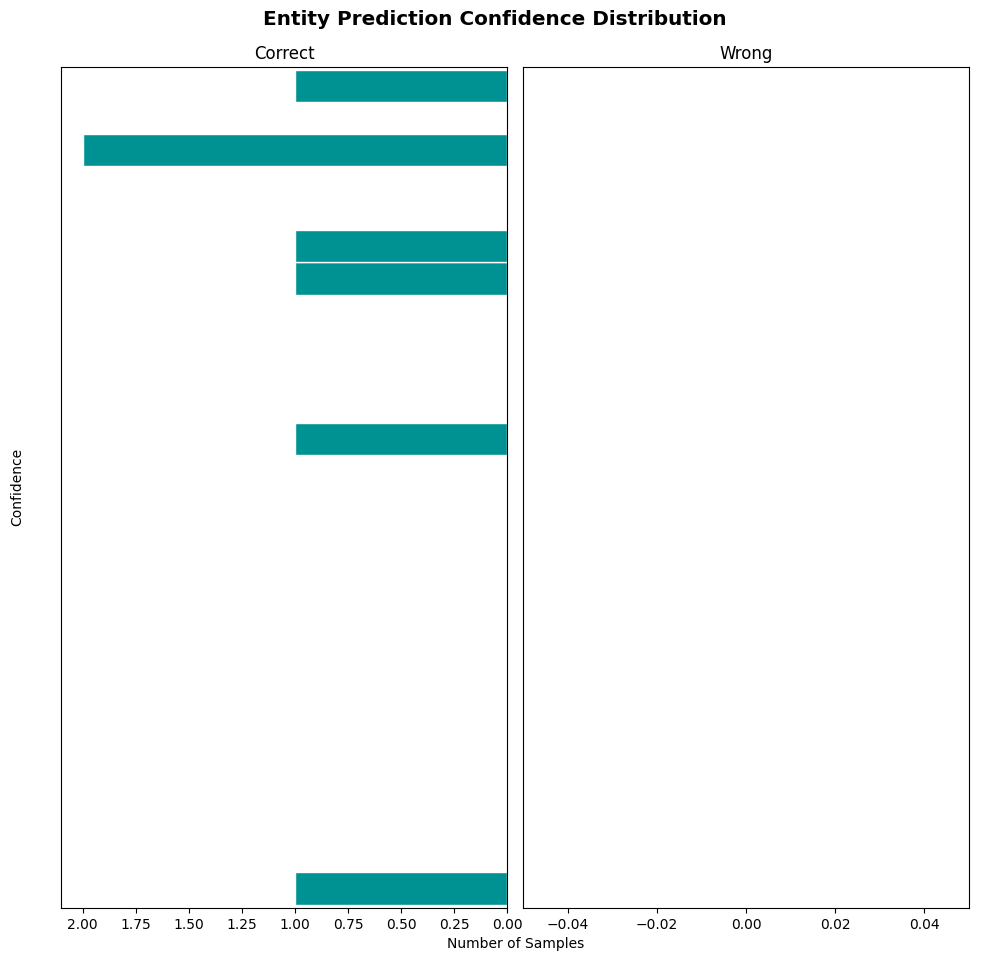 Entity Prediction Confidence Distribution
Correct Wrong
Confidence
2.00 1.75 1.50 1.25 1.00 0.75 0.50 0.25 0.00 −0.04 −0.02 0.00 0.02 0.04
Number of Samples